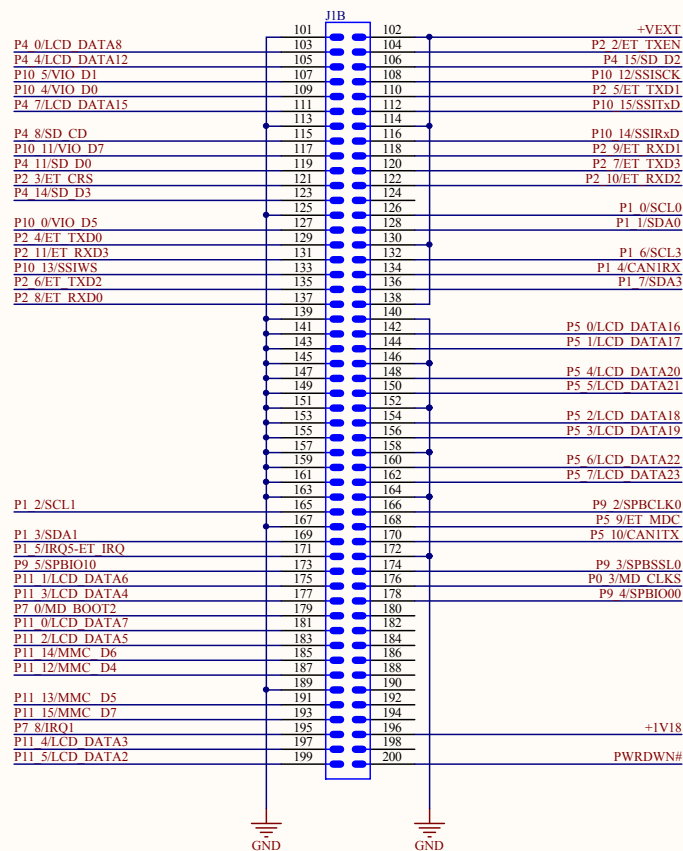 J1B
101 102 +VEXT
P4_0/LCD_DATA8 103 104 P2_2/ET_TXEN
P4_4/LCD_DATA12 105 106 P4_15/SD_D2
P10_5/VIO_D1 107 108 P10_12/SSISCK
P10_4/VIO_D0 109 110 P2_5/ET_TXD1
P4_7/LCD_DATA15 111 112 P10_15/SSITxD
113 114
P4_8/SD_CD 115 116 P10_14/SSIRxD
P10_11/VIO_D7 117 118 P2_9/ET_RXD1
P4_11/SD_D0 119 120 P2_7/ET_TXD3
P2_3/ET_CRS 121 122 P2_10/ET_RXD2
P4_14/SD_D3 123 124
125 126 P1_0/SCL0
P10_0/VIO_D5 127 128 P1_1/SDA0
P2_4/ET_TXD0 129 130
P2_11/ET_RXD3 131 132 P1_6/SCL3
P10_13/SSIWS 133 134 P1_4/CAN1RX
P2_6/ET_TXD2 135 136 P1_7/SDA3
P2_8/ET_RXD0 137 138
139 140
141 142 P5_0/LCD_DATA16
143 144 P5_1/LCD_DATA17
145 146
147 148 P5_4/LCD_DATA20
149 150 P5_5/LCD_DATA21
151 152
153 154 P5_2/LCD_DATA18
155 156 P5_3/LCD_DATA19
157 158
159 160 P5_6/LCD_DATA22
161 162 P5_7/LCD_DATA23
163 164
P1_2/SCL1 165 166 P9_2/SPBCLK0
167 168 P5_9/ET_MDC
P1_3/SDA1 169 170 P5_10/CAN1TX
P1_5/IRQ5-ET_IRQ 171 172
P9_5/SPBIO10 173 174 P9_3/SPBSSL0
P11_1/LCD_DATA6 175 176 P0_3/MD_CLKS
P11_3/LCD_DATA4 177 178 P9_4/SPBIO00
P7_0/MD_BOOT2 179 180
P11_0/LCD_DATA7 181 182
P11_2/LCD_DATA5 183 184
P11_14/MMC_D6 185 186
P11_12/MMC_D4 187 188
189 190
P11_13/MMC_D5 191 192
P11_15/MMC_D7 193 194
P7_8/IRQ1 195 196 +1V18
P11_4/LCD_DATA3 197 198
P11_5/LCD_DATA2 199 200 PWRDWN#
GND GND